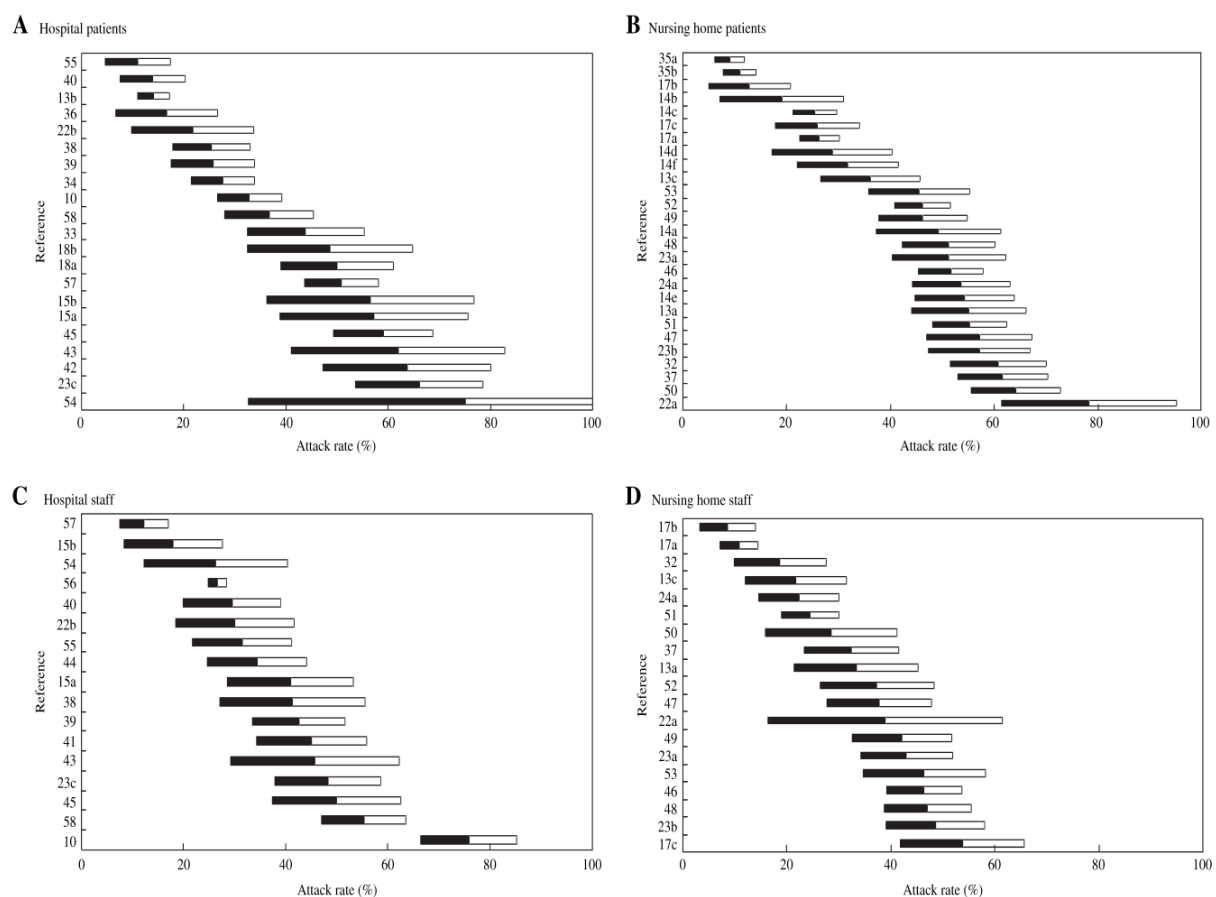 A Hospital patients
Reference
55
40
13b
36
22b
38
39
34
10
58
33
18b
18a
57
15b
15a
45
43
42
23c
54
0 20 40 60 80 100
Attack rate (%)
B Nursing home patients
Reference
35a
35b
17b
14b
14c
17c
17a
14d
14f
13c
53
52
49
14a
48
23a
46
24a
14e
13a
51
47
23b
32
37
50
22a
0 20 40 60 80 100
Attack rate (%)
C Hospital staff
Reference
57
15b
54
56
40
22b
55
44
15a
38
39
41
43
23c
45
58
10
0 20 40 60 80 100
Attack rate (%)
D Nursing home staff
Reference
17b
17a
32
13c
24a
51
50
37
13a
52
47
22a
49
23a
53
46
48
23b
17c
0 20 40 60 80 100
Attack rate (%)